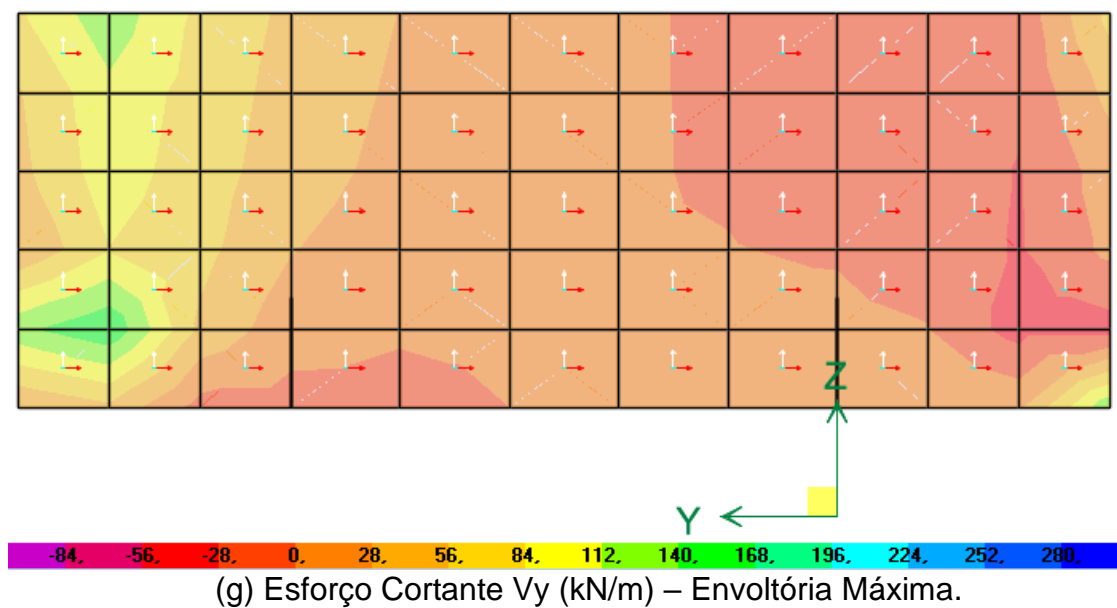 Z
Y
-84, -56, -28, 0, 28, 56, 84, 112, 140, 168, 196, 224, 252, 280,
(g) Esforço Cortante Vy (kN/m) – Envoltória Máxima.